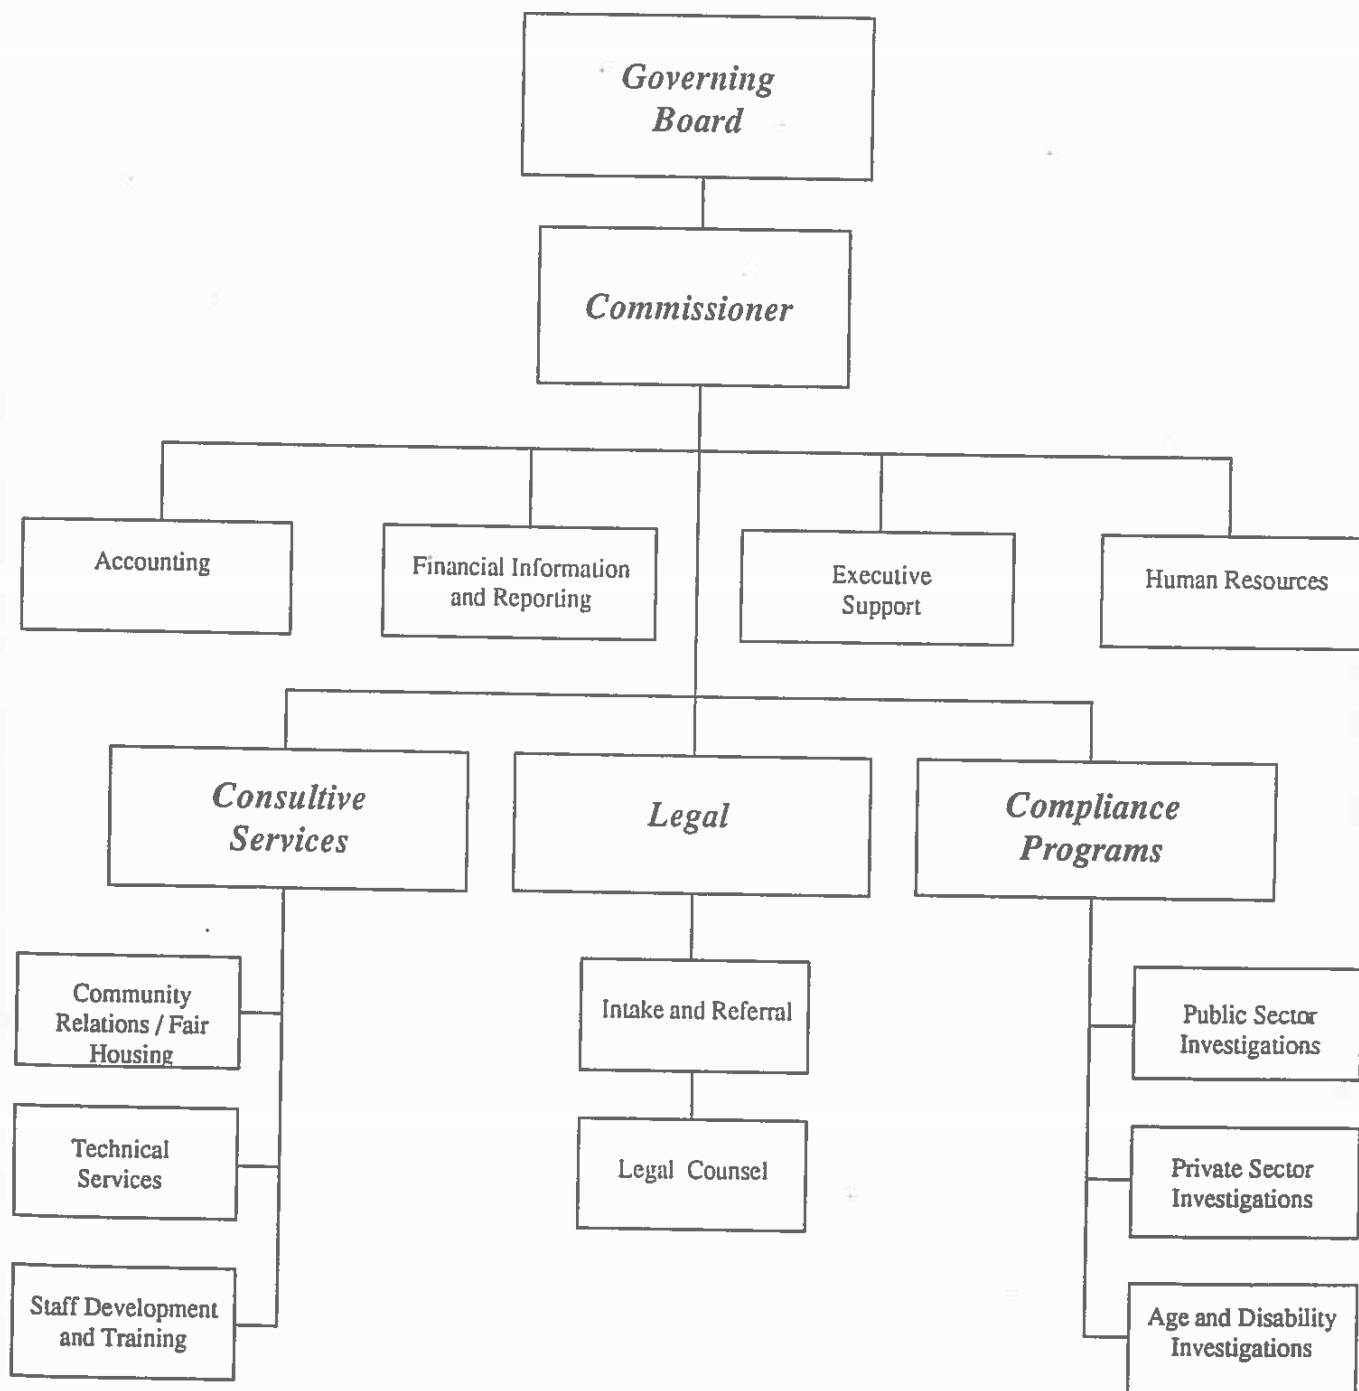 Governing
Board
Commissioner
Accounting
Financial Information
and Reporting
Executive
Support
Human Resources
Consultive
Services
Legal
Compliance
Programs
Community
Relations / Fair
Housing
Technical
Services
Staff Development
and Training
Intake and Referral
Legal Counsel
Public Sector
Investigations
Private Sector
Investigations
Age and Disability
Investigations